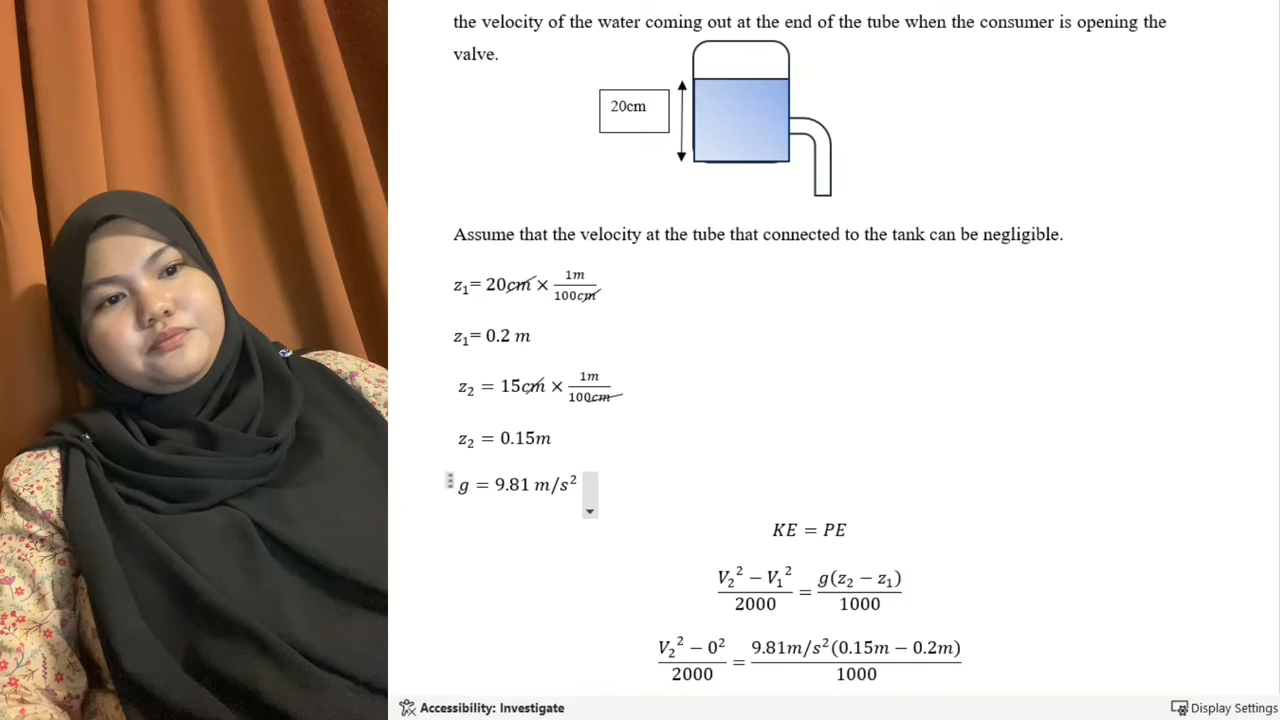 the velocity of the water coming out at the end of the tube when the consumer is opening the
valve.
20cm
Assume that the velocity at the tube that connected to the tank can be negligible.
z₁= 20cm × 1m/100cm
z₁= 0.2 m
z₂ = 15cm × 1m/100cm
z₂ = 0.15m
g = 9.81 m/s²
KE = PE
(V₂² − V₁²)/2000 = g(z₂ − z₁)/1000
(V₂² − 0²)/2000 = 9.81m/s²(0.15m − 0.2m)/1000
Accessibility: Investigate
Display Settings